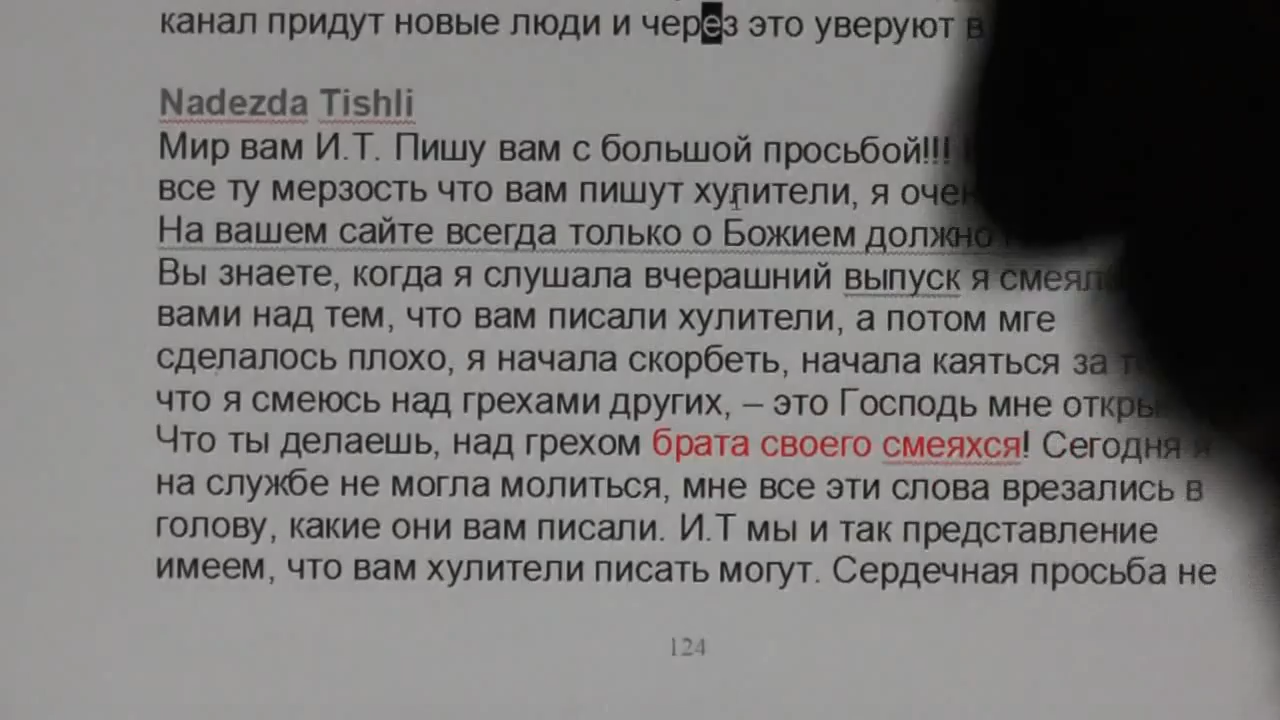 канал придут новые люди и через это уверуют в
Nadezda Tishli
Мир вам И.Т. Пишу вам с большой просьбой!!!
все ту мерзость что вам пишут хулители, я
На вашем сайте всегда только о Божием должно
Вы знаете, когда я слушала вчерашний выпуск я
вами над тем, что вам писали хулители, а потом мге
сделалось плохо, я начала скорбеть, начала каяться за
что я смеюсь над грехами других, – это Господь мне
Что ты делаешь, над грехом брата своего смеяхся! Сегодня я
на службе не могла молиться, мне все эти слова врезались в
голову, какие они вам писали. И.Т мы и так представление
имеем, что вам хулители писать могут. Сердечная просьба не
124